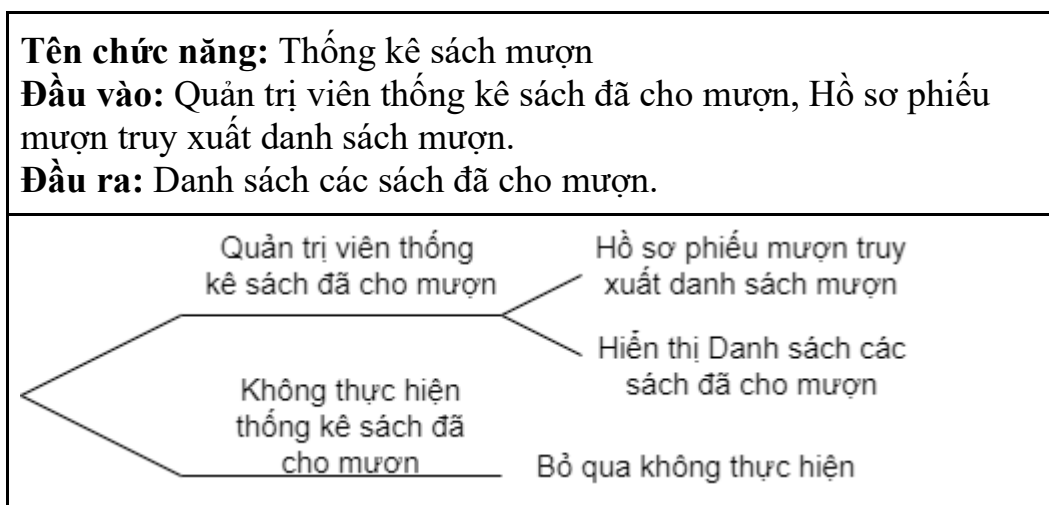 Tên chức năng: Thống kê sách mượn
Đầu vào: Quản trị viên thống kê sách đã cho mượn, Hồ sơ phiếu
mượn truy xuất danh sách mượn.
Đầu ra: Danh sách các sách đã cho mượn.
Quản trị viên thống
kê sách đã cho mượn
Hồ sơ phiếu mượn truy
xuất danh sách mượn
Hiển thị Danh sách các
sách đã cho mượn
Không thực hiện
thống kê sách đã
cho mươn
Bỏ qua không thực hiện